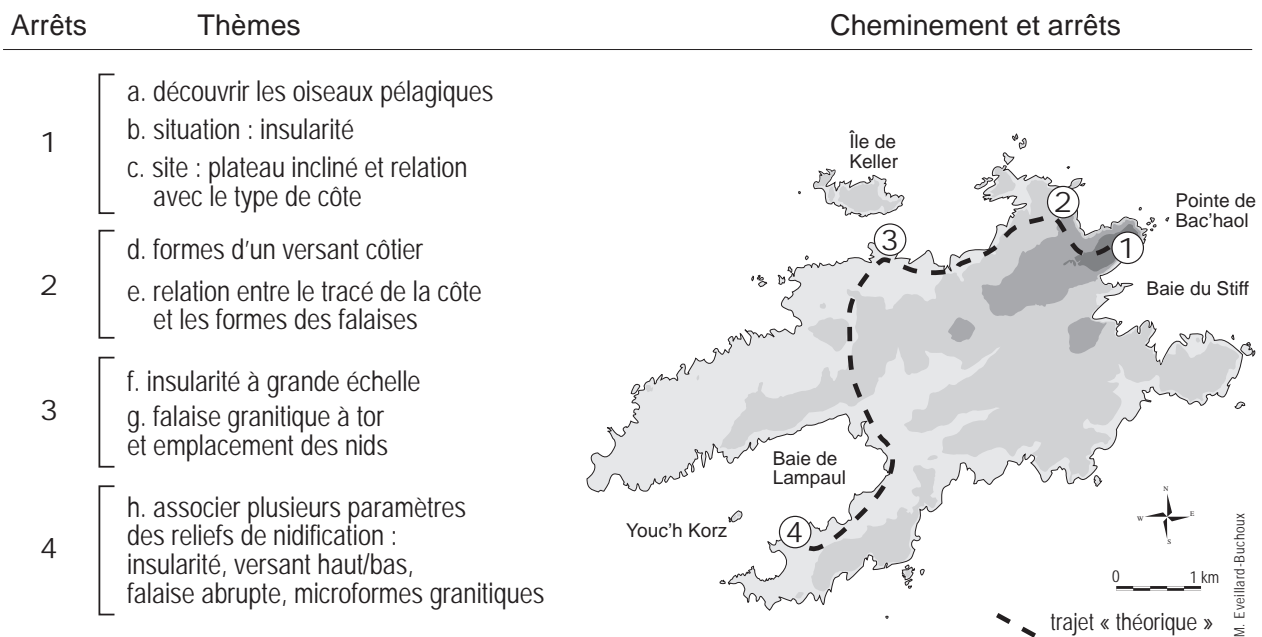 Arrêts
Thèmes
Cheminement et arrêts
1
a. découvrir les oiseaux pélagiques
b. situation : insularité
c. site : plateau incliné et relation
avec le type de côte
2
d. formes d'un versant côtier
e. relation entre le tracé de la côte
et les formes des falaises
3
f. insularité à grande échelle
g. falaise granitique à tor
et emplacement des nids
4
h. associer plusieurs paramètres
des reliefs de nidification :
insularité, versant haut/bas,
falaise abrupte, microformes granitiques
Île de
Keller
2
Pointe de
Bac'haol
3
1
Baie du Stiff
Baie de
Lampaul
Youc'h Korz
4
N
W
E
S
0
1 km
trajet « théorique »
M. Eveillard-Buchoux